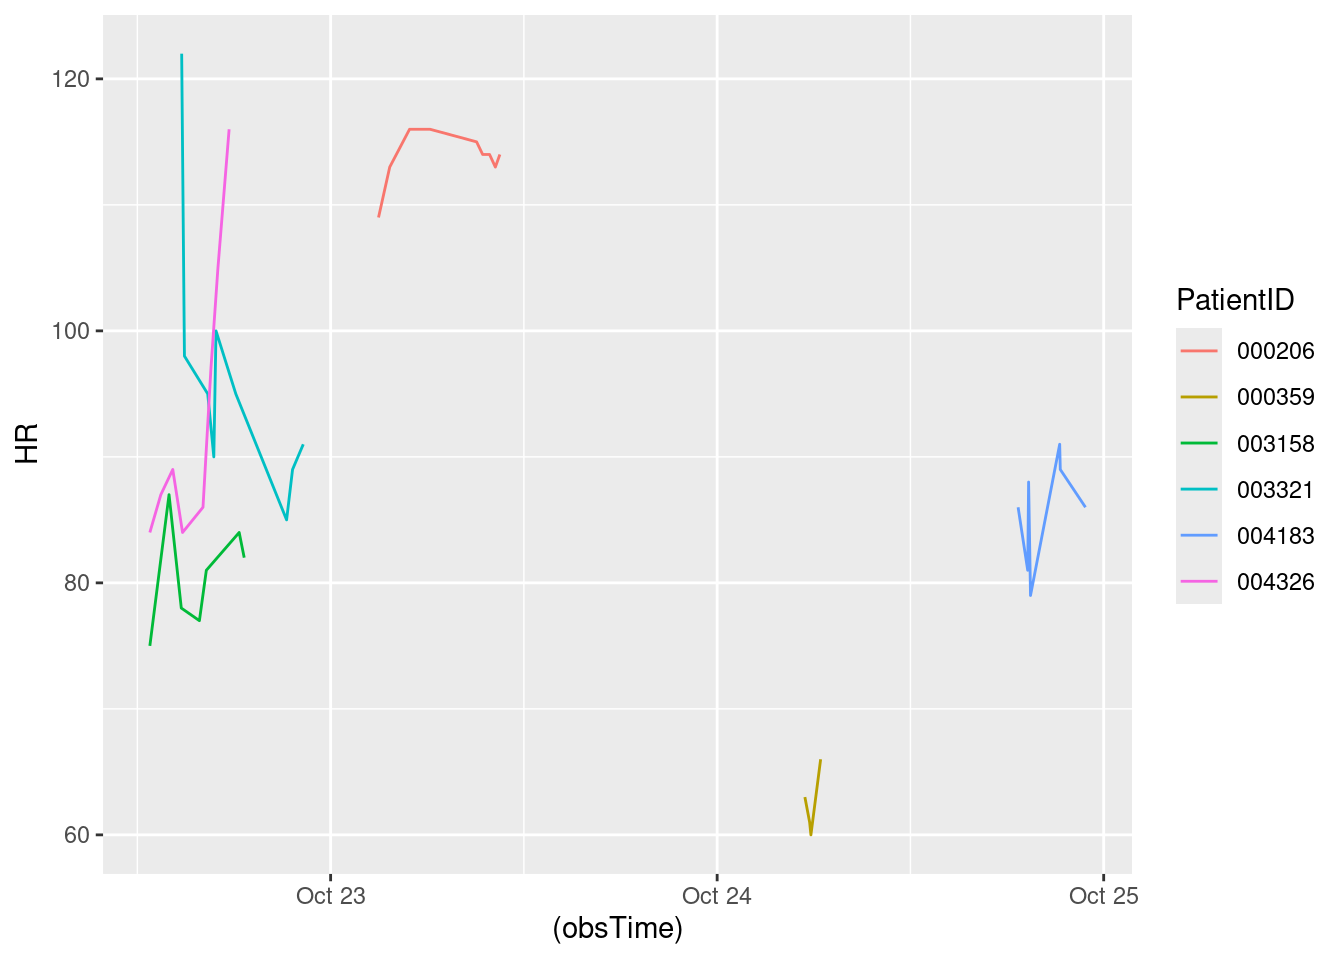 120
100
80
60
HR
Oct 23
Oct 24
Oct 25
(obsTime)
PatientID
000206
000359
003158
003321
004183
004326